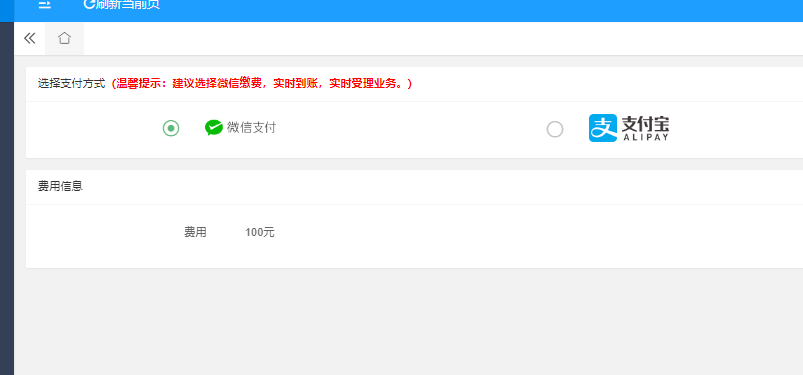 刷新当前页
选择支付方式（温馨提示：建议选择微信缴费，实时到账，实时受理业务。）
微信支付
支付宝
ALIPAY
费用信息
费用 100元